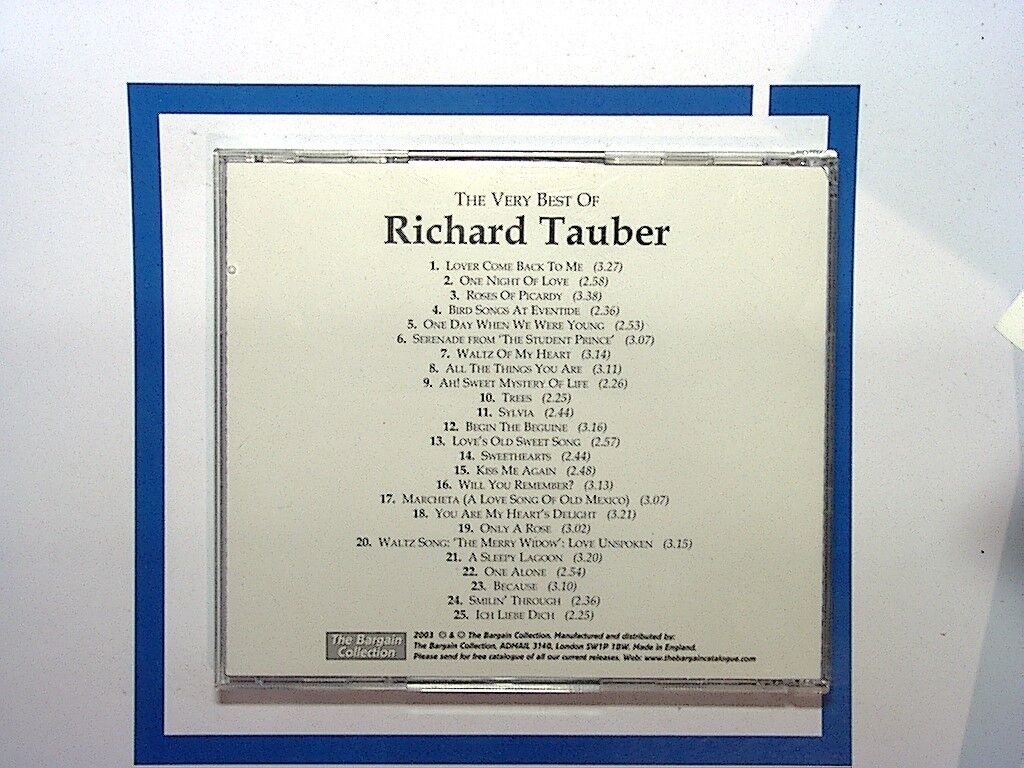 The Very Best Of
Richard Tauber
1. Lover Come Back To Me (3.27)
2. One Night Of Love (2.58)
3. Roses Of Picardy (3.38)
4. Bird Songs At Eventide (2.36)
5. One Day When We Were Young (2.53)
6. Serenade from 'The Student Prince' (3.07)
7. Waltz Of My Heart (3.14)
8. All The Things You Are (3.11)
9. Ah! Sweet Mystery Of Life (2.26)
10. Trees (2.25)
11. Sylvia (2.44)
12. Begin The Beguine (3.16)
13. Love's Old Sweet Song (2.57)
14. Sweethearts (2.44)
15. Kiss Me Again (2.48)
16. Will You Remember? (3.13)
17. Marcheta (A Love Song Of Old Mexico) (3.07)
18. You Are My Heart's Delight (3.21)
19. Only A Rose (3.02)
20. Waltz Song: 'The Merry Widow': Love Unspoken (3.15)
21. A Sleepy Lagoon (3.20)
22. One Alone (2.54)
23. Because (3.10)
24. Smilin' Through (2.36)
25. Ich Liebe Dich (2.25)
The Bargain
Collection
2003 ℗ & © The Bargain Collection. Manufactured and distributed by:
The Bargain Collection, ADMAIL 3140, London SW1P 1BW. Made in England.
Please send for free catalogue of all our current releases. Web: www.thebargaincatalogue.com